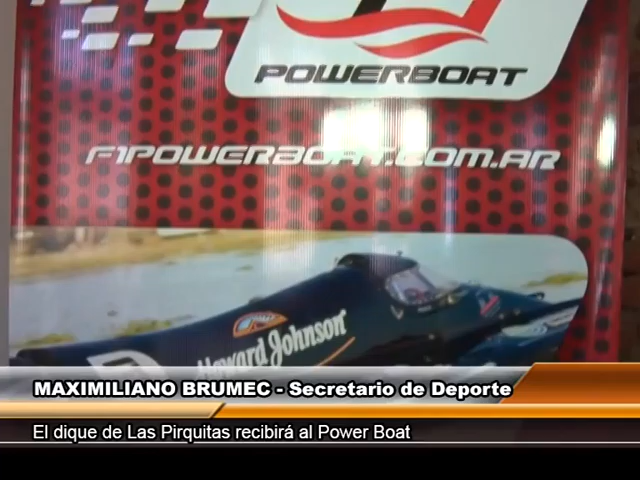 POWERBOAT
F1POWERBOAT.COM.AR
Howard Johnson
MAXIMILIANO BRUMEC - Secretario de Deporte
El dique de Las Pirquitas recibirá al Power Boat